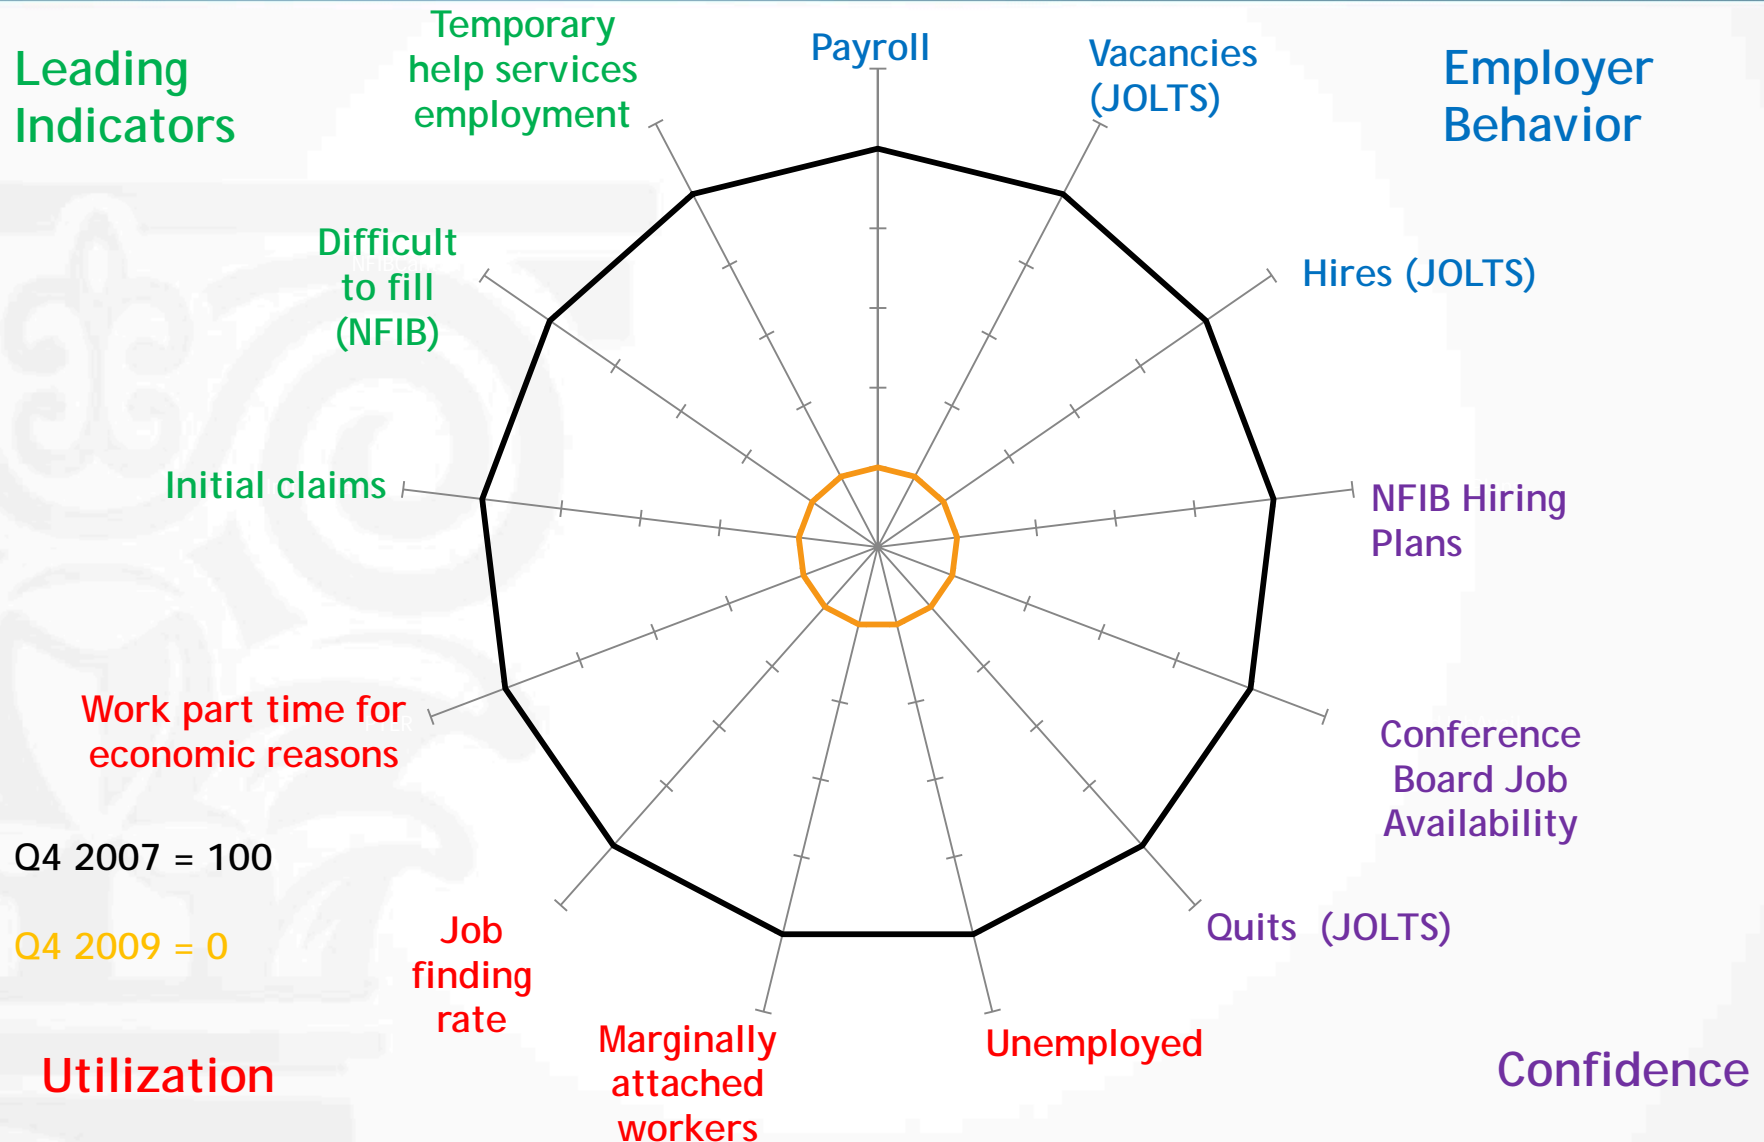 Leading
Indicators
Temporary
help services
employment
Payroll
Vacancies
(JOLTS)
Employer
Behavior
Difficult
to fill
(NFIB)
Hires (JOLTS)
Initial claims
NFIB Hiring
Plans
Work part time for
economic reasons
Conference
Board Job
Availability
Q4 2007 = 100
Q4 2009 = 0
Job
finding
rate
Quits (JOLTS)
Marginally
attached
workers
Unemployed
Utilization
Confidence